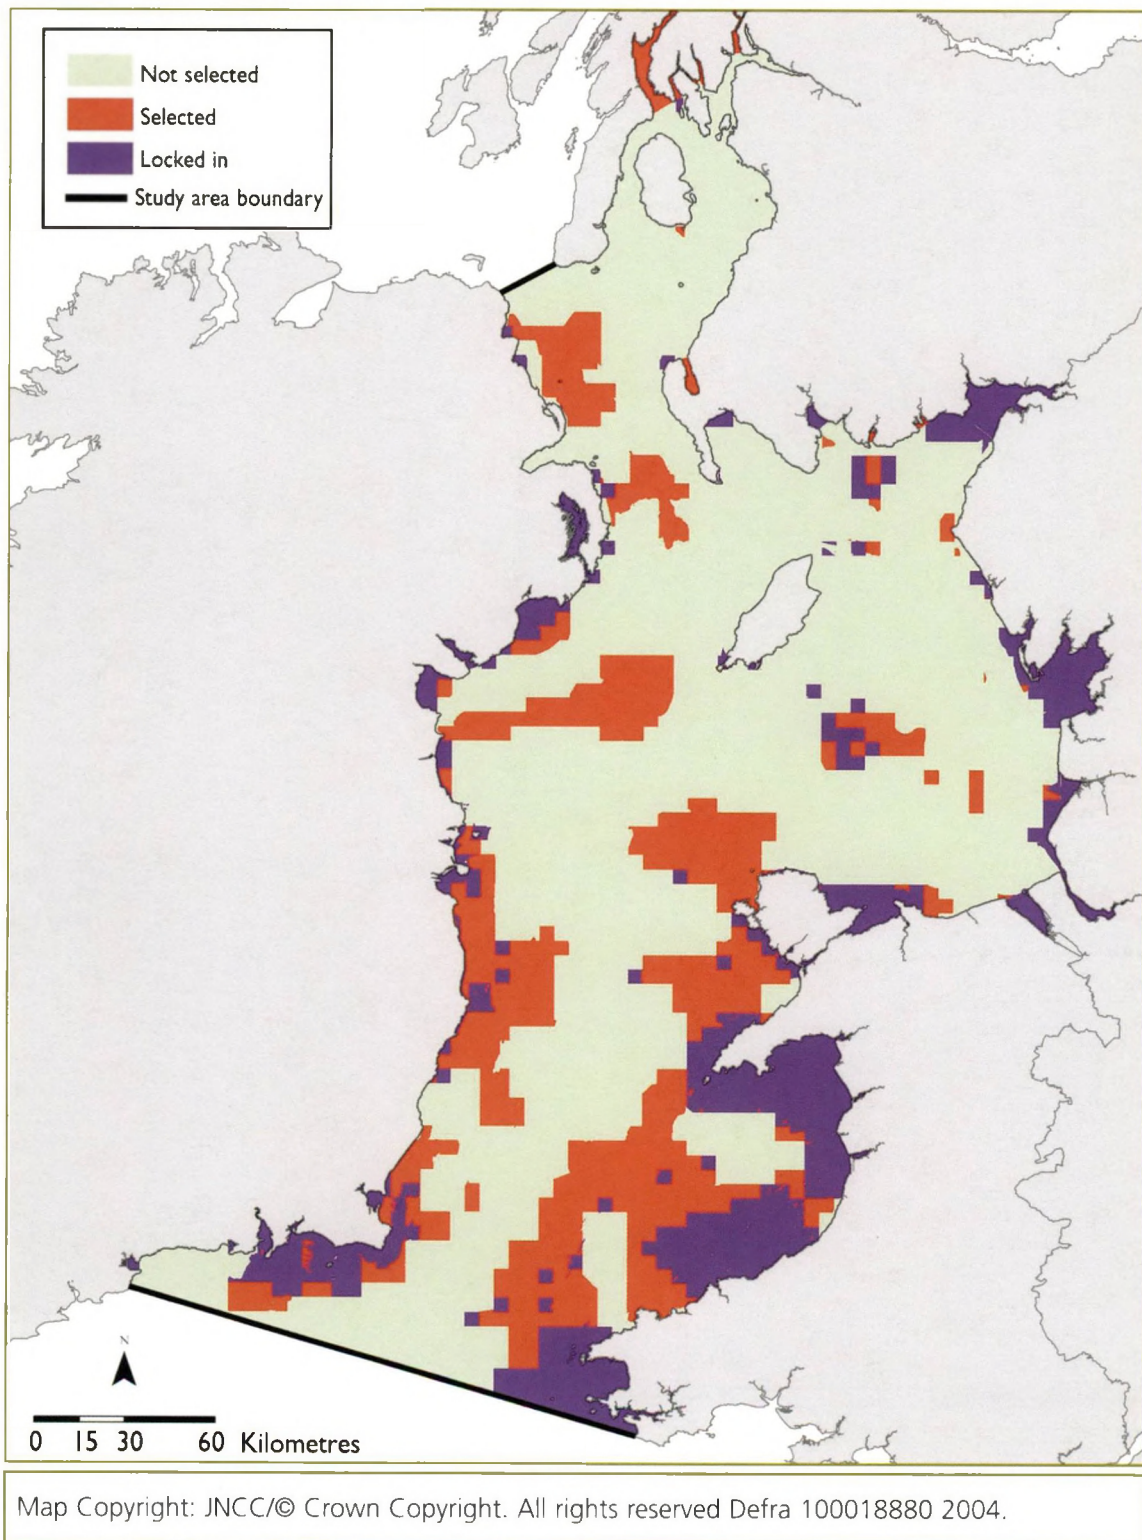 Not selected
Selected
Locked in
Study area boundary
N
0 15 30 60 Kilometres
Map Copyright: JNCC/© Crown Copyright. All rights reserved Defra 100018880 2004.